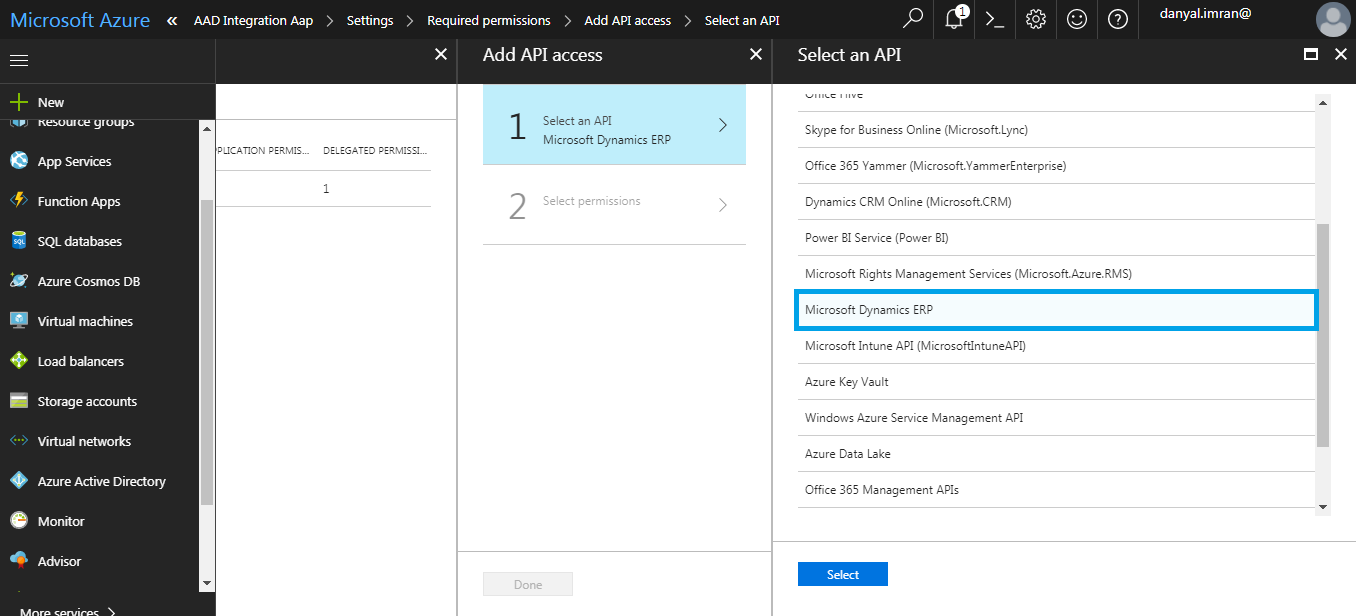 Microsoft Azure « AAD Integration Aap > Settings > Required permissions > Add API access > Select an API
1
danyal.imran@
New
Resource groups
App Services
Function Apps
SQL databases
Azure Cosmos DB
Virtual machines
Load balancers
Storage accounts
Virtual networks
Azure Active Directory
Monitor
Advisor
More services >
PLICATION PERMIS... DELEGATED PERMISSI...
1
Add API access
1 Select an API
Microsoft Dynamics ERP
2 Select permissions
Done
Select an API
Office Hive
Skype for Business Online (Microsoft.Lync)
Office 365 Yammer (Microsoft.YammerEnterprise)
Dynamics CRM Online (Microsoft.CRM)
Power BI Service (Power BI)
Microsoft Rights Management Services (Microsoft.Azure.RMS)
Microsoft Dynamics ERP
Microsoft Intune API (MicrosoftIntuneAPI)
Azure Key Vault
Windows Azure Service Management API
Azure Data Lake
Office 365 Management APIs
Select